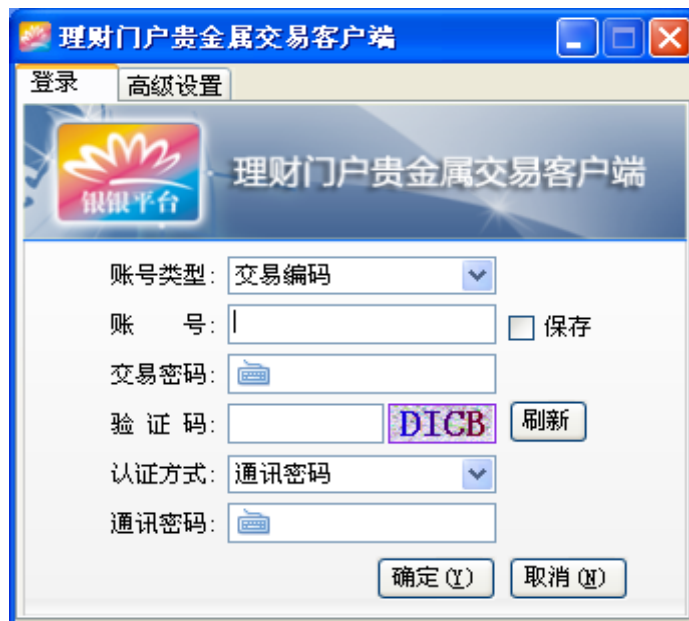 理财门户贵金属交易客户端
登录 高级设置
银银平台 理财门户贵金属交易客户端
账号类型: 交易编码
账 号: 保存
交易密码:
验 证 码: DICB 刷新
认证方式: 通讯密码
通讯密码:
确定(Y) 取消(N)